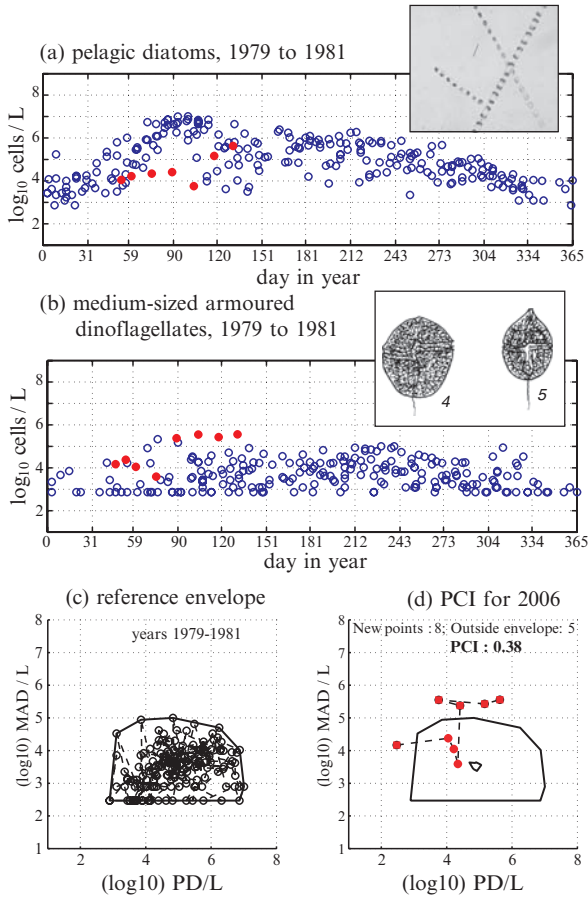 (a) pelagic diatoms, 1979 to 1981
log10 cells / L
8
6
4
2
0 31 59 90 120 151 181 212 243 273 304 334 365
day in year
(b) medium-sized armoured
dinoflagellates, 1979 to 1981
4 5
log10 cells / L
8
6
4
2
0 31 59 90 120 151 181 212 243 273 304 334 365
day in year
(c) reference envelope
years 1979-1981
(log10) MAD / L
8
7
6
5
4
3
2
1
2 4 6 8
(log10) PD/L
(d) PCI for 2006
New points : 8; Outside envelope: 5
PCI : 0.38
(log10) MAD / L
8
7
6
5
4
3
2
1
2 4 6 8
(log10) PD/L